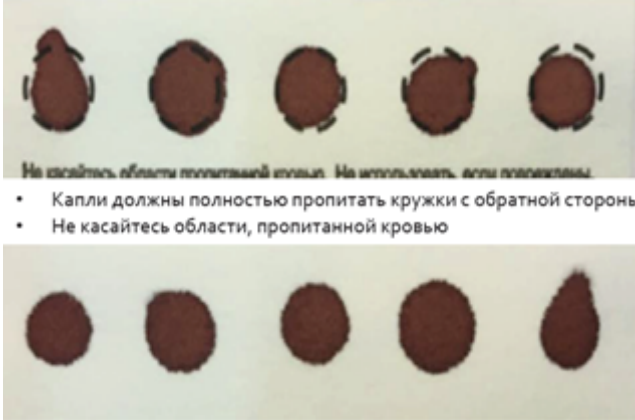 Не касайтесь области пропитанной кровью. Не использовать, если повреждены.
• Капли должны полностью пропитать кружки с обратной стороны
• Не касайтесь области, пропитанной кровью